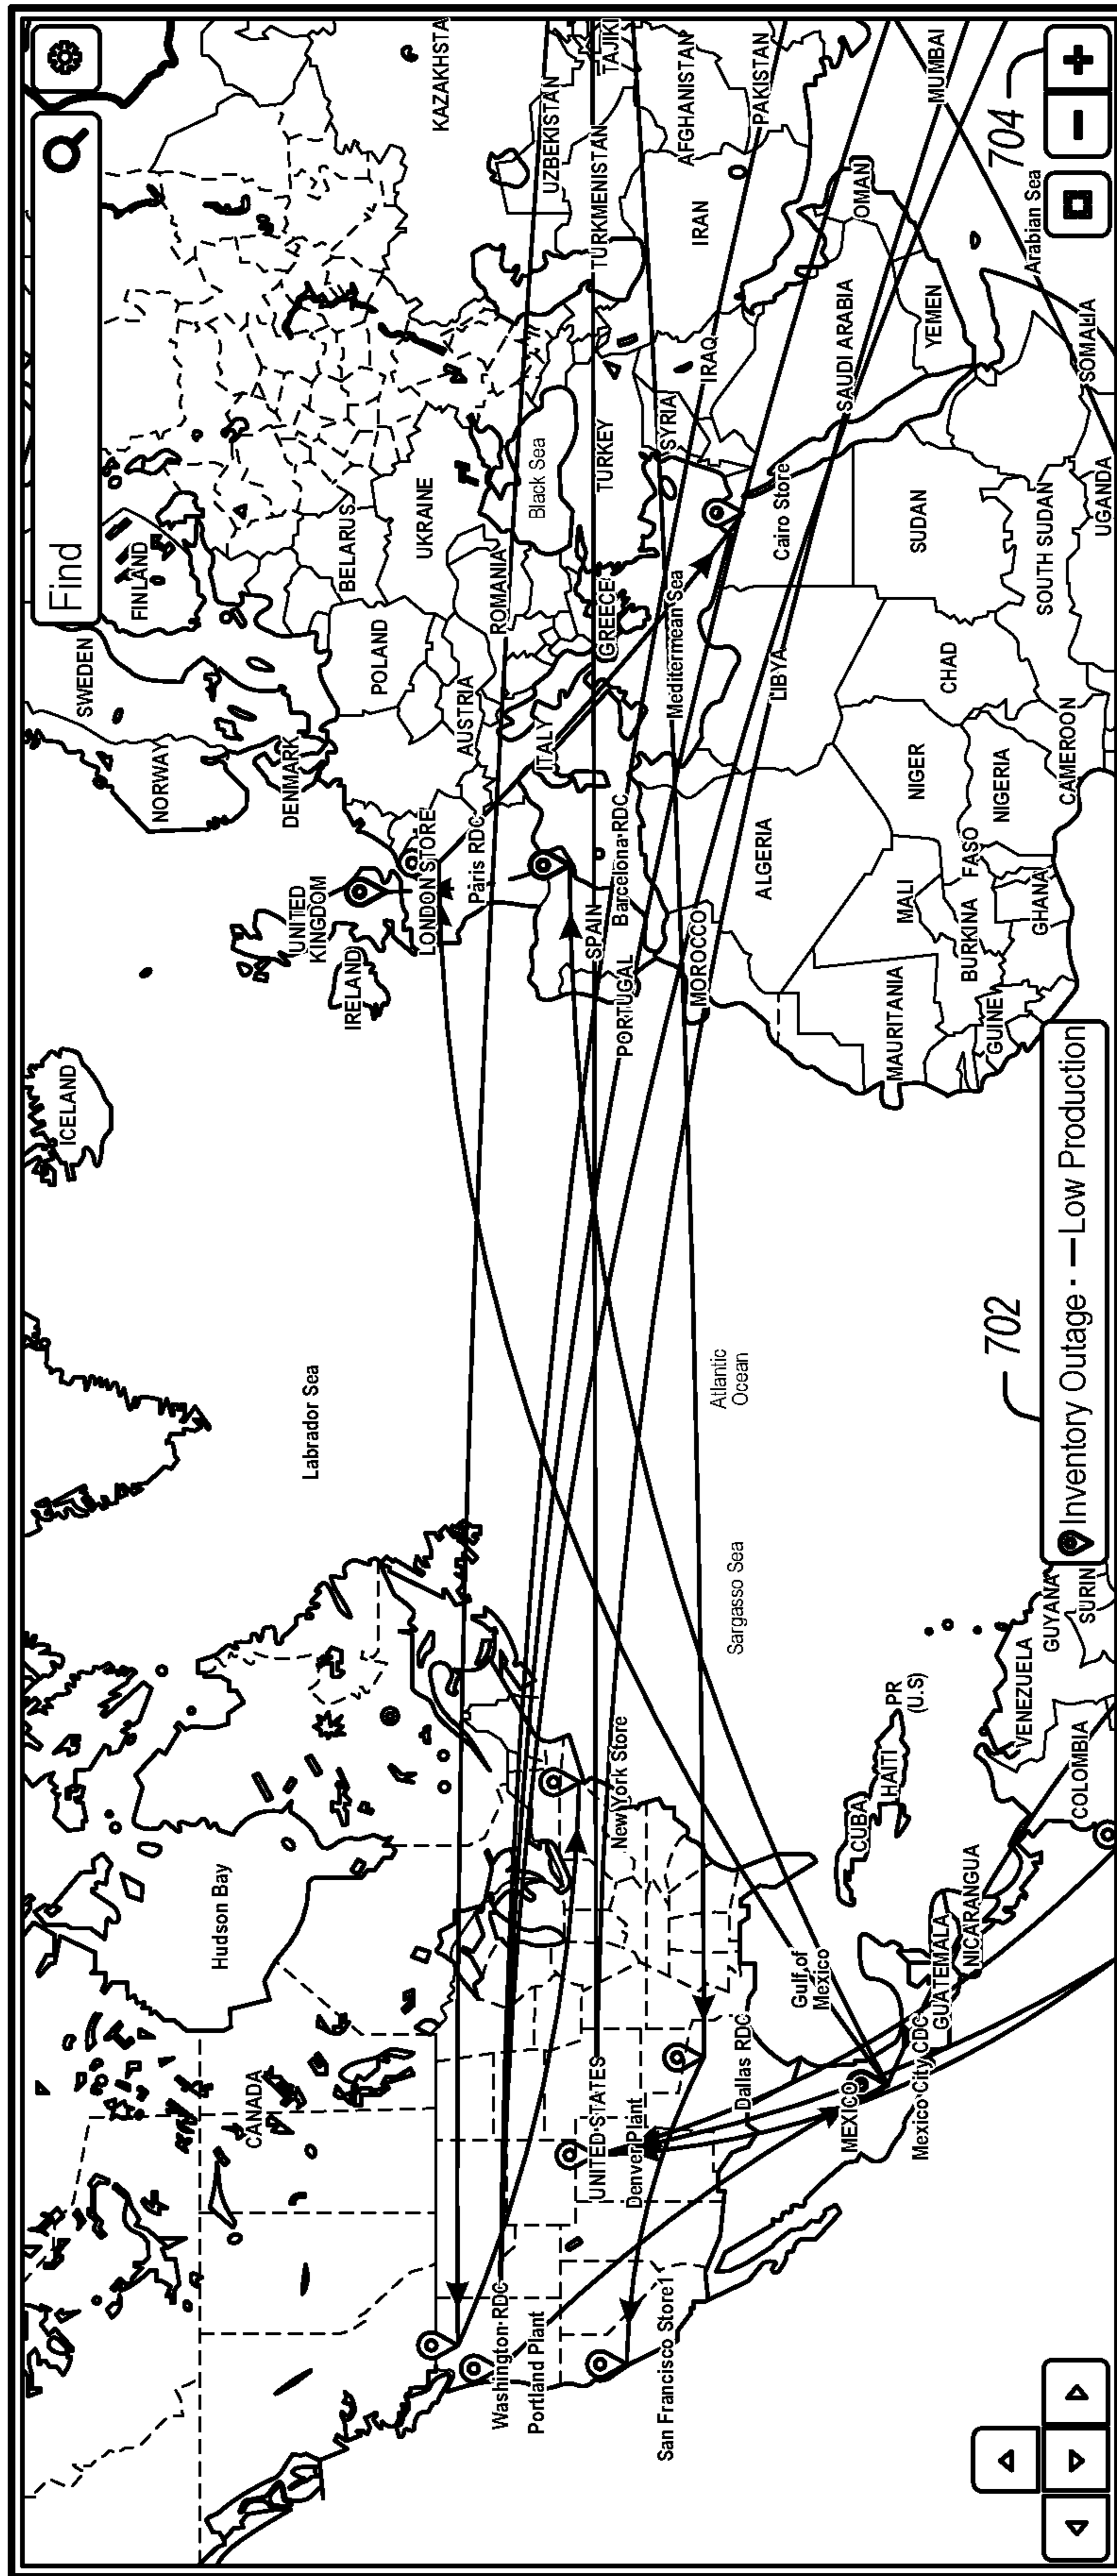 Find
CANADA
Hudson Bay
Labrador Sea
ICELAND
NORWAY
SWEDEN
FINLAND
DENMARK
UNITED
KINGDOM
IRELAND
LONDON STORE
Paris RDC
POLAND
BELARUS
UKRAINE
KAZAKHSTA
AUSTRIA
ROMANIA
ITALY
Black Sea
UZBEKISTAN
TURKMENISTAN
TAJIKI
Washington RDC
Portland Plant
San Francisco Store1
UNITED STATES
Denver Plant
New York Store
Dallas RDC
SPAN
PORTUGAL
Barcelona RDC
GREECE
TURKEY
SYRIA
IRAQ
IRAN
AFGHANISTAN
PAKISTAN
Meditermean Sea
Cairo Store
MOROCCO
ALGERIA
LIBYA
SAUDI ARABIA
OMAN
YEMEN
MUMBAI
Arabian Sea
Sargasso Sea
Atlantic
Ocean
Gulf of
Mexico
MEXICO
Mexico City CDC
CUBA
HAITI
PR
(U.S)
GUATEMALA
NICARANGUA
VENEZUELA
GUYANA
SURIN
COLOMBIA
MAURITANIA
MALI
NIGER
CHAD
SUDAN
BURKINA FASO
GUINEY
GHANA
NIGERIA
CAMEROON
SOUTH SUDAN
UGANDA
SOMALIA
702
Inventory Outage · — Low Production
704